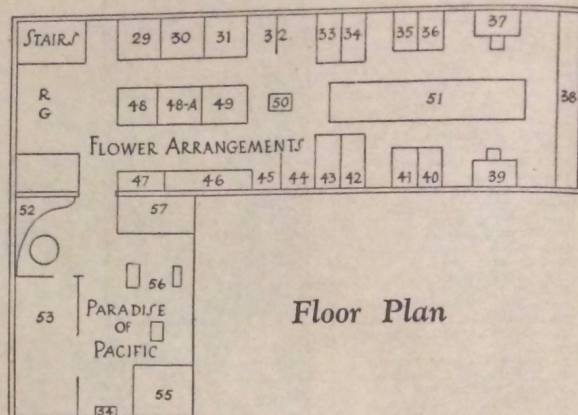 STAIRS 29 30 31 32 33 34 35 36 37
R
G
48 48-A 49 50 51 38
FLOWER ARRANGEMENTS
47 46 45 44 43 42 41 40 39
52 57
56
53 PARADISE
OF
PACIFIC
Floor Plan
55
54